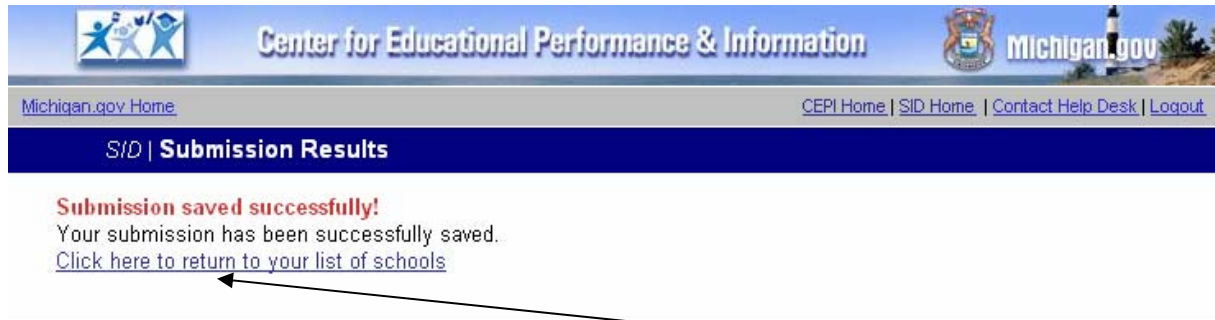 Center for Educational Performance & Information
Michigan.gov
Michigan.gov Home
CEPI Home | SID Home | Contact Help Desk | Logout
SID | Submission Results
Submission saved successfully!
Your submission has been successfully saved.
Click here to return to your list of schools